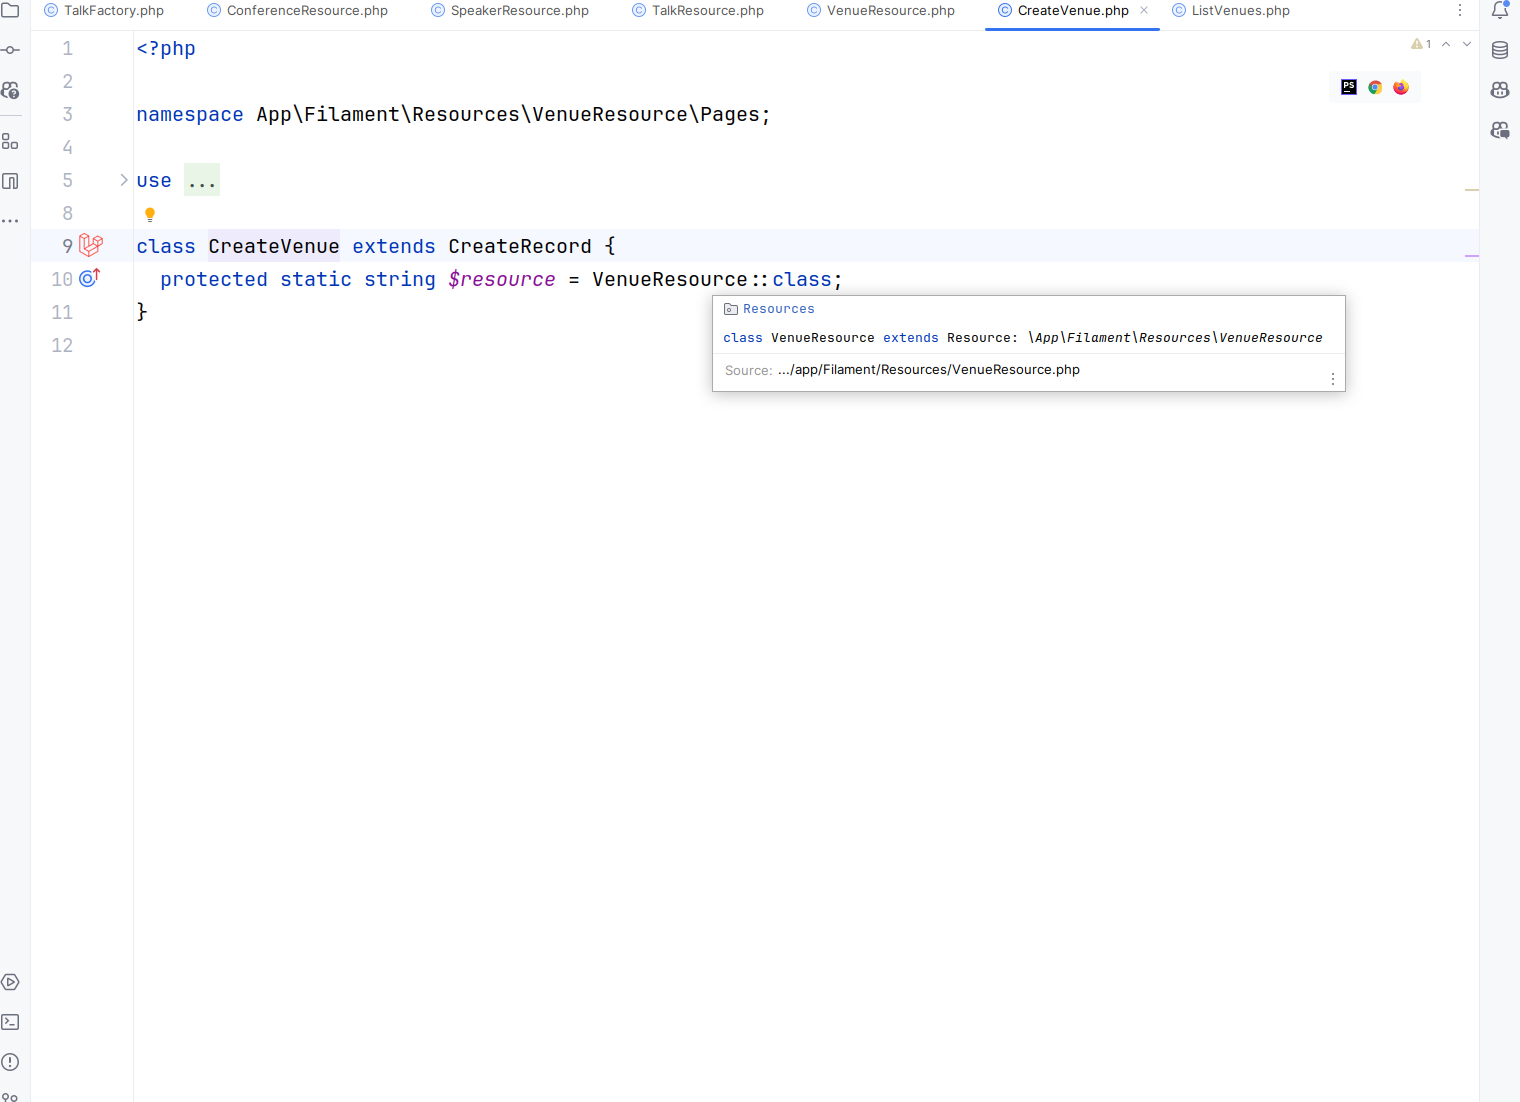 TalkFactory.php ConferenceResource.php SpeakerResource.php TalkResource.php VenueResource.php CreateVenue.php ListVenues.php
1 <?php
1
2
PS
3 namespace App\Filament\Resources\VenueResource\Pages;
4
5 use ...
8
9 class CreateVenue extends CreateRecord {
10 protected static string $resource = VenueResource::class;
11 }
12
Resources
class VenueResource extends Resource: \App\Filament\Resources\VenueResource
Source: .../app/Filament/Resources/VenueResource.php